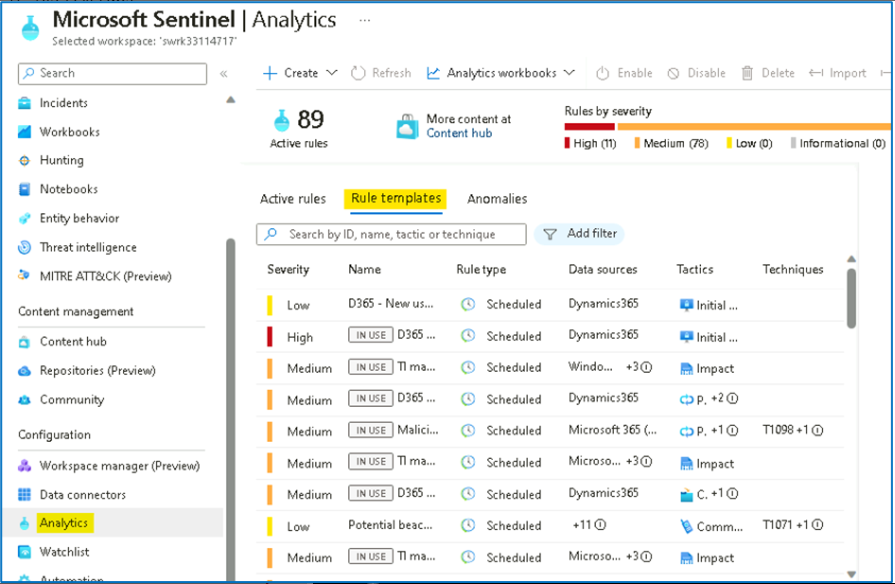 Microsoft Sentinel | Analytics ...
Selected workspace: 'swrk33114717'
Search
«
Incidents
Workbooks
Hunting
Notebooks
Entity behavior
Threat intelligence
MITRE ATT&CK (Preview)
Content management
Content hub
Repositories (Preview)
Community
Configuration
Workspace manager (Preview)
Data connectors
Analytics
Watchlist
Automation
Create Refresh Analytics workbooks Enable Disable Delete Import
89
Active rules
More content at
Content hub
Rules by severity
High (11) Medium (78) Low (0) Informational (0)
Active rules Rule templates Anomalies
Search by ID, name, tactic or technique Add filter
Severity Name Rule type Data sources Tactics Techniques
Low D365 - New us... Scheduled Dynamics365 Initial ...
High IN USE D365 ... Scheduled Dynamics365 Initial ...
Medium IN USE TI ma... Scheduled Windo... +3 Impact
Medium IN USE D365 ... Scheduled Dynamics365 P. +2
Medium IN USE Malici... Scheduled Microsoft 365 (... P. +1 T1098 +1
Medium IN USE TI ma... Scheduled Microso... +3 Impact
Medium IN USE D365 ... Scheduled Dynamics365 C. +1
Low Potential beac... Scheduled +11 Comm... T1071 +1
Medium IN USE TI ma... Scheduled Microso... +3 Impact